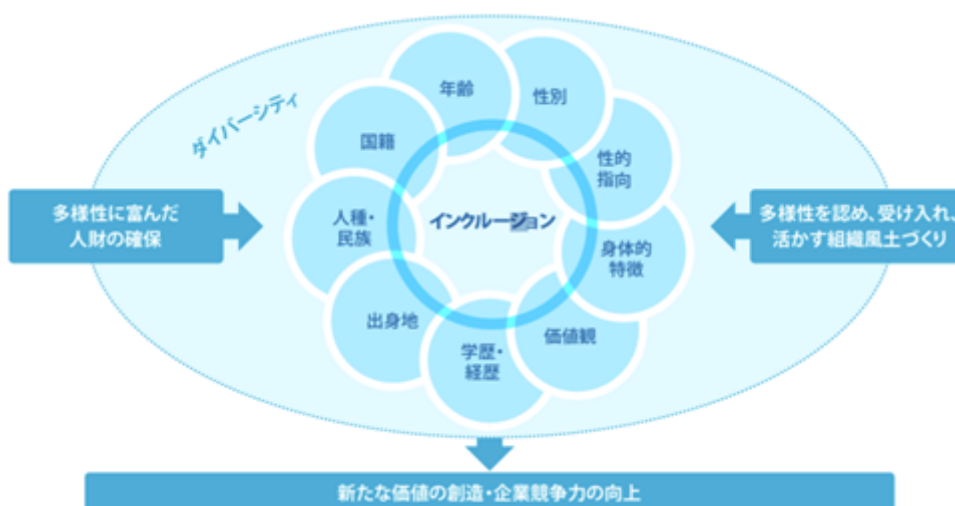 ダイバーシティ
年齢
性別
国籍
性的
指向
人種・
民族
インクルージョン
身体的
特徴
出身地
価値観
学歴・
経歴
多様性に富んだ
人財の確保
多様性を認め、受け入れ、
活かす組織風土づくり
新たな価値の創造・企業競争力の向上